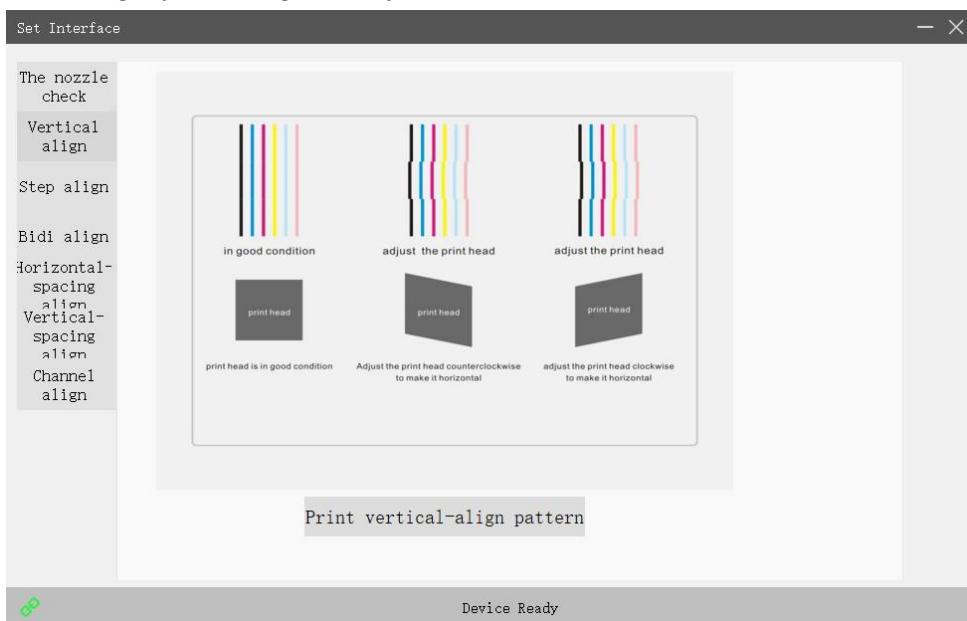 Set Interface
The nozzle
check
Vertical
align
Step align
Bidi align
Horizontal-
spacing
align
Vertical-
spacing
align
Channel
align
in good condition
adjust the print head
adjust the print head
print head
print head
print head
print head is in good condition
Adjust the print head counterclockwise
to make it horizontal
adjust the print head clockwise
to make it horizontal
Print vertical-align pattern
Device Ready